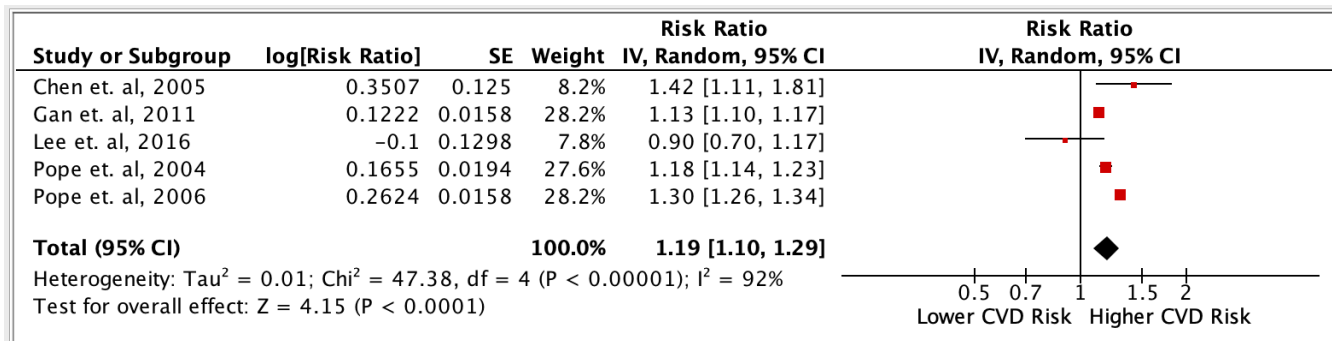 Risk Ratio Risk Ratio
Study or Subgroup log[Risk Ratio] SE Weight IV, Random, 95% CI IV, Random, 95% CI
Chen et. al, 2005 0.3507 0.125 8.2% 1.42 [1.11, 1.81]
Gan et. al, 2011 0.1222 0.0158 28.2% 1.13 [1.10, 1.17]
Lee et. al, 2016 −0.1 0.1298 7.8% 0.90 [0.70, 1.17]
Pope et. al, 2004 0.1655 0.0194 27.6% 1.18 [1.14, 1.23]
Pope et. al, 2006 0.2624 0.0158 28.2% 1.30 [1.26, 1.34]
Total (95% CI) 100.0% 1.19 [1.10, 1.29]
Heterogeneity: Tau² = 0.01; Chi² = 47.38, df = 4 (P < 0.00001); I² = 92%
Test for overall effect: Z = 4.15 (P < 0.0001)
0.5 0.7 1 1.5 2
Lower CVD Risk Higher CVD Risk